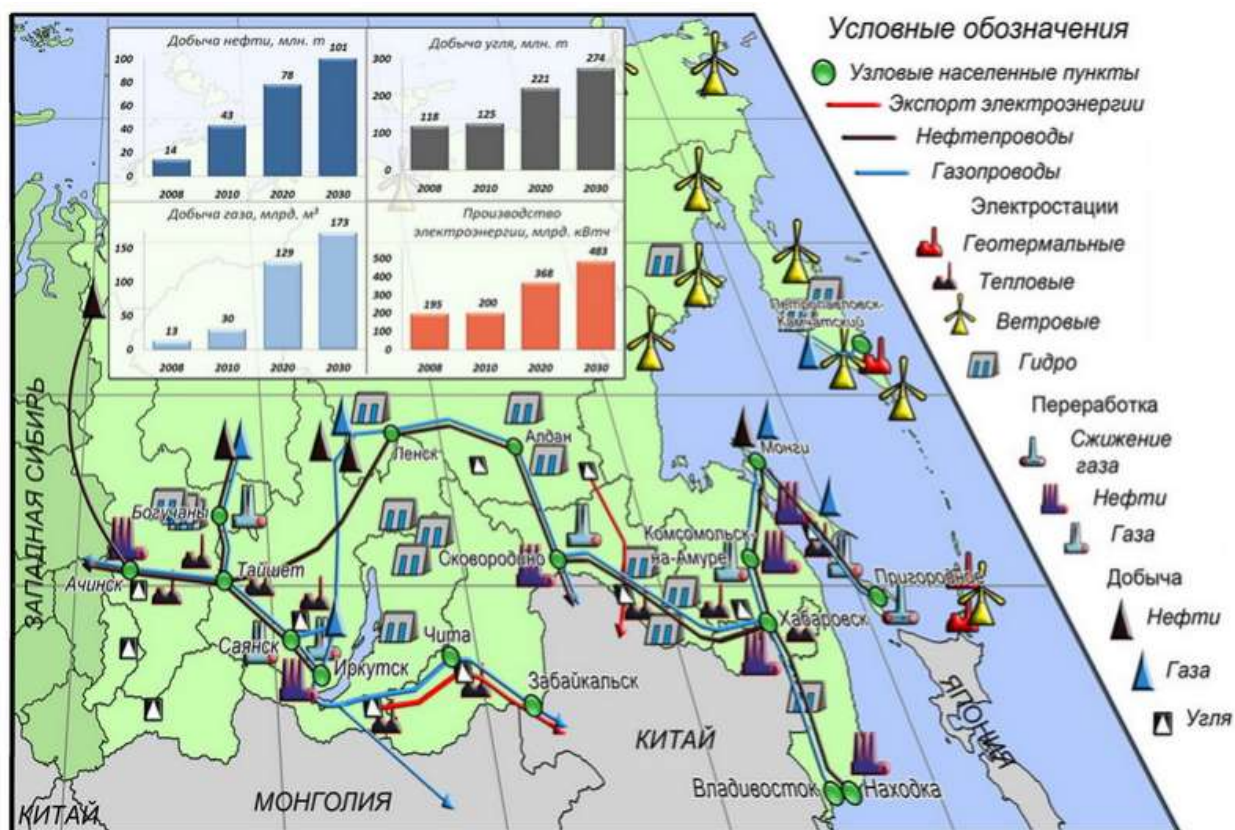 Добыча нефти, млн. т
100
80
60
40
20
0
14
43
78
101
2008
2010
2020
2030
Добыча угля, млн. т
300
200
100
0
118
125
221
274
2008
2010
2020
2030
Добыча газа, млрд. м³
150
100
50
0
13
30
129
173
2008
2010
2020
2030
Производство
электроэнергии, млрд. кВтч
500
400
300
200
100
0
195
200
368
483
2008
2010
2020
2030
Условные обозначения
Узловые населенные пункты
Экспорт электроэнергии
Нефтепроводы
Газопроводы
Электростации
Геотермальные
Тепловые
Ветровые
Гидро
Переработка
Сжижение
газа
Нефти
Газа
Добыча
Нефти
Газа
Угля
ЗАПАДНАЯ СИБИРЬ
Петропавловск-
Камчатский
Ленск
Алдан
Монги
Богучаны
Комсомольск-
на-Амуре
Сковородино
Ачинск
Тайшет
Пригородное
Хабаровск
Саянск
Иркутск
Чита
Забайкальск
КИТАЙ
ЯПОНИЯ
Владивосток
Находка
МОНГОЛИЯ
КИТАЙ